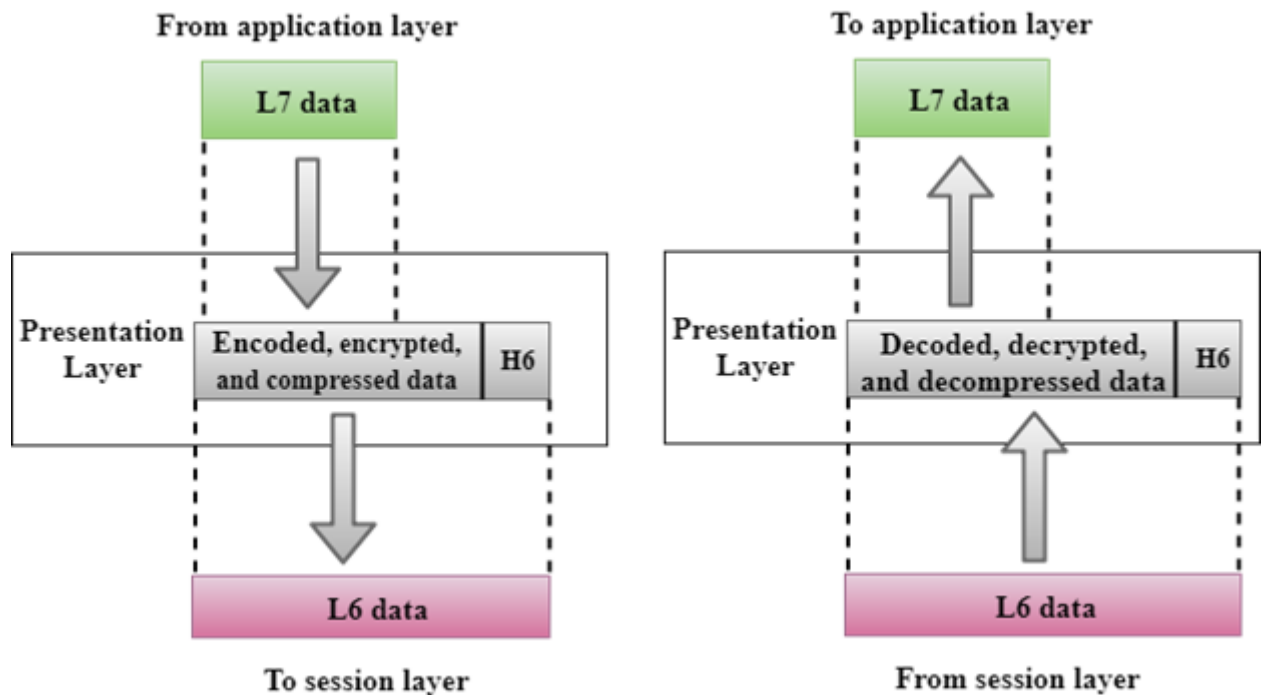 From application layer
L7 data
Presentation
Layer
Encoded, encrypted,
and compressed data
H6
L6 data
To session layer
To application layer
L7 data
Presentation
Layer
Decoded, decrypted,
and decompressed data
H6
L6 data
From session layer